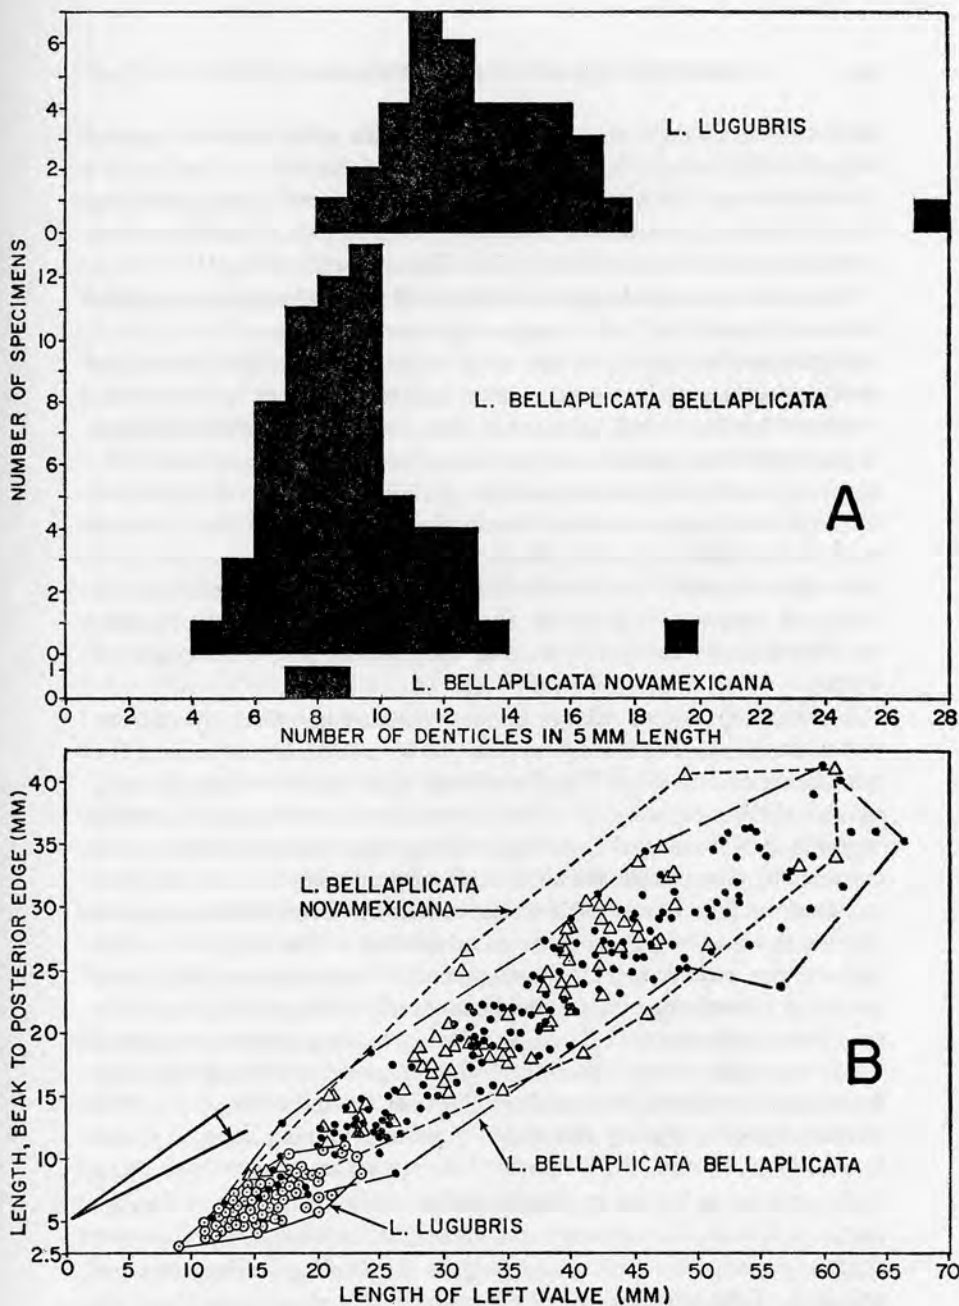 6
4
2
0
L. LUGUBRIS
12
10
8
6
4
2
0
L. BELLAPLICATA BELLAPLICATA
A
1
0
L. BELLAPLICATA NOVAMEXICANA
NUMBER OF SPECIMENS
0 2 4 6 8 10 12 14 16 18 20 22 24 26 28
NUMBER OF DENTICLES IN 5 MM LENGTH
40
35
30
25
20
15
10
5
2.5
LENGTH, BEAK TO POSTERIOR EDGE (MM)
L. BELLAPLICATA
NOVAMEXICANA
B
L. BELLAPLICATA BELLAPLICATA
L. LUGUBRIS
0 5 10 15 20 25 30 35 40 45 50 55 60 65 70
LENGTH OF LEFT VALVE (MM)